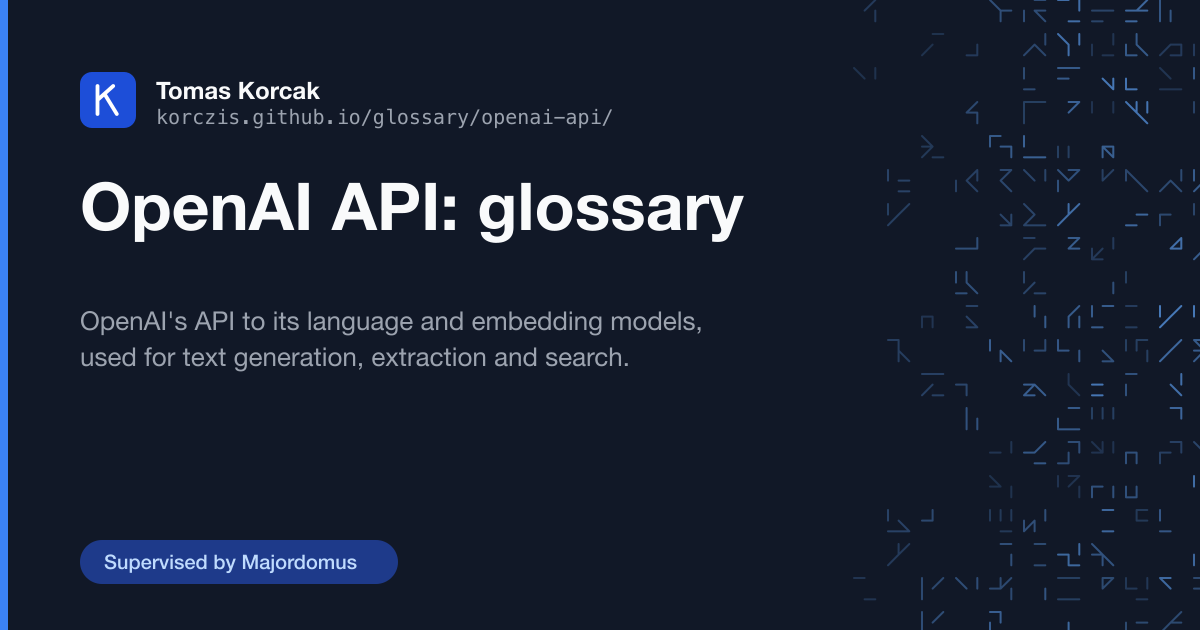 K
Tomas Korcak
korczis.github.io/glossary/openai-api/
OpenAI API: glossary
OpenAI's API to its language and embedding models,
used for text generation, extraction and search.
Supervised by Majordomus